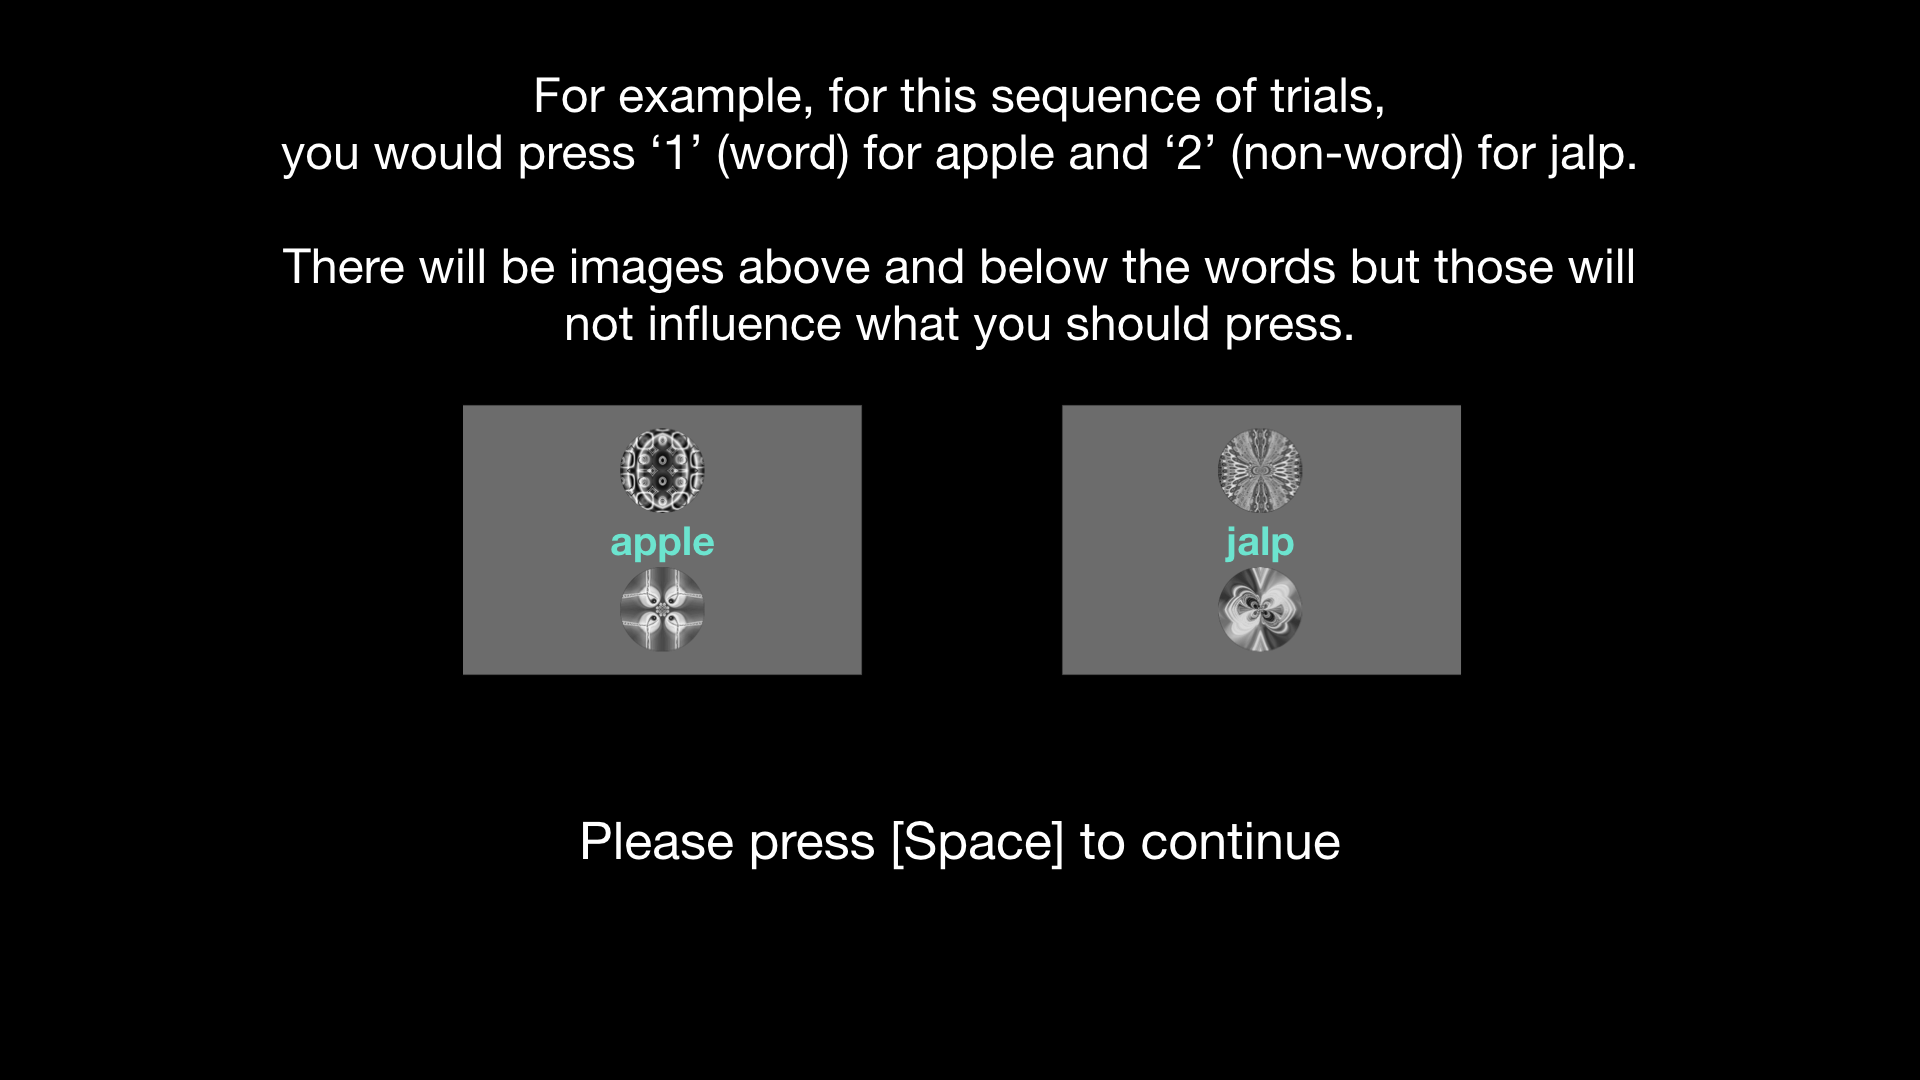 For example, for this sequence of trials,
you would press ‘1’ (word) for apple and ‘2’ (non-word) for jalp.
There will be images above and below the words but those will
not influence what you should press.
apple
jalp
Please press [Space] to continue